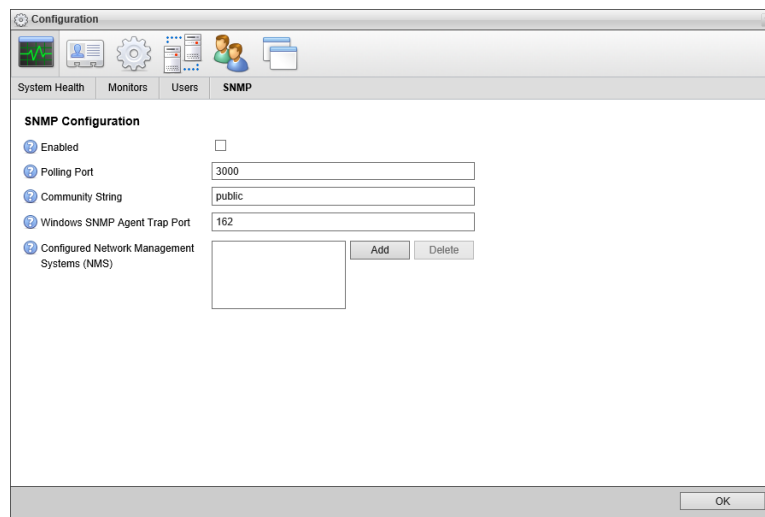 Configuration
System Health Monitors Users SNMP
SNMP Configuration
Enabled
Polling Port 3000
Community String public
Windows SNMP Agent Trap Port 162
Configured Network Management Add Delete
Systems (NMS)
OK